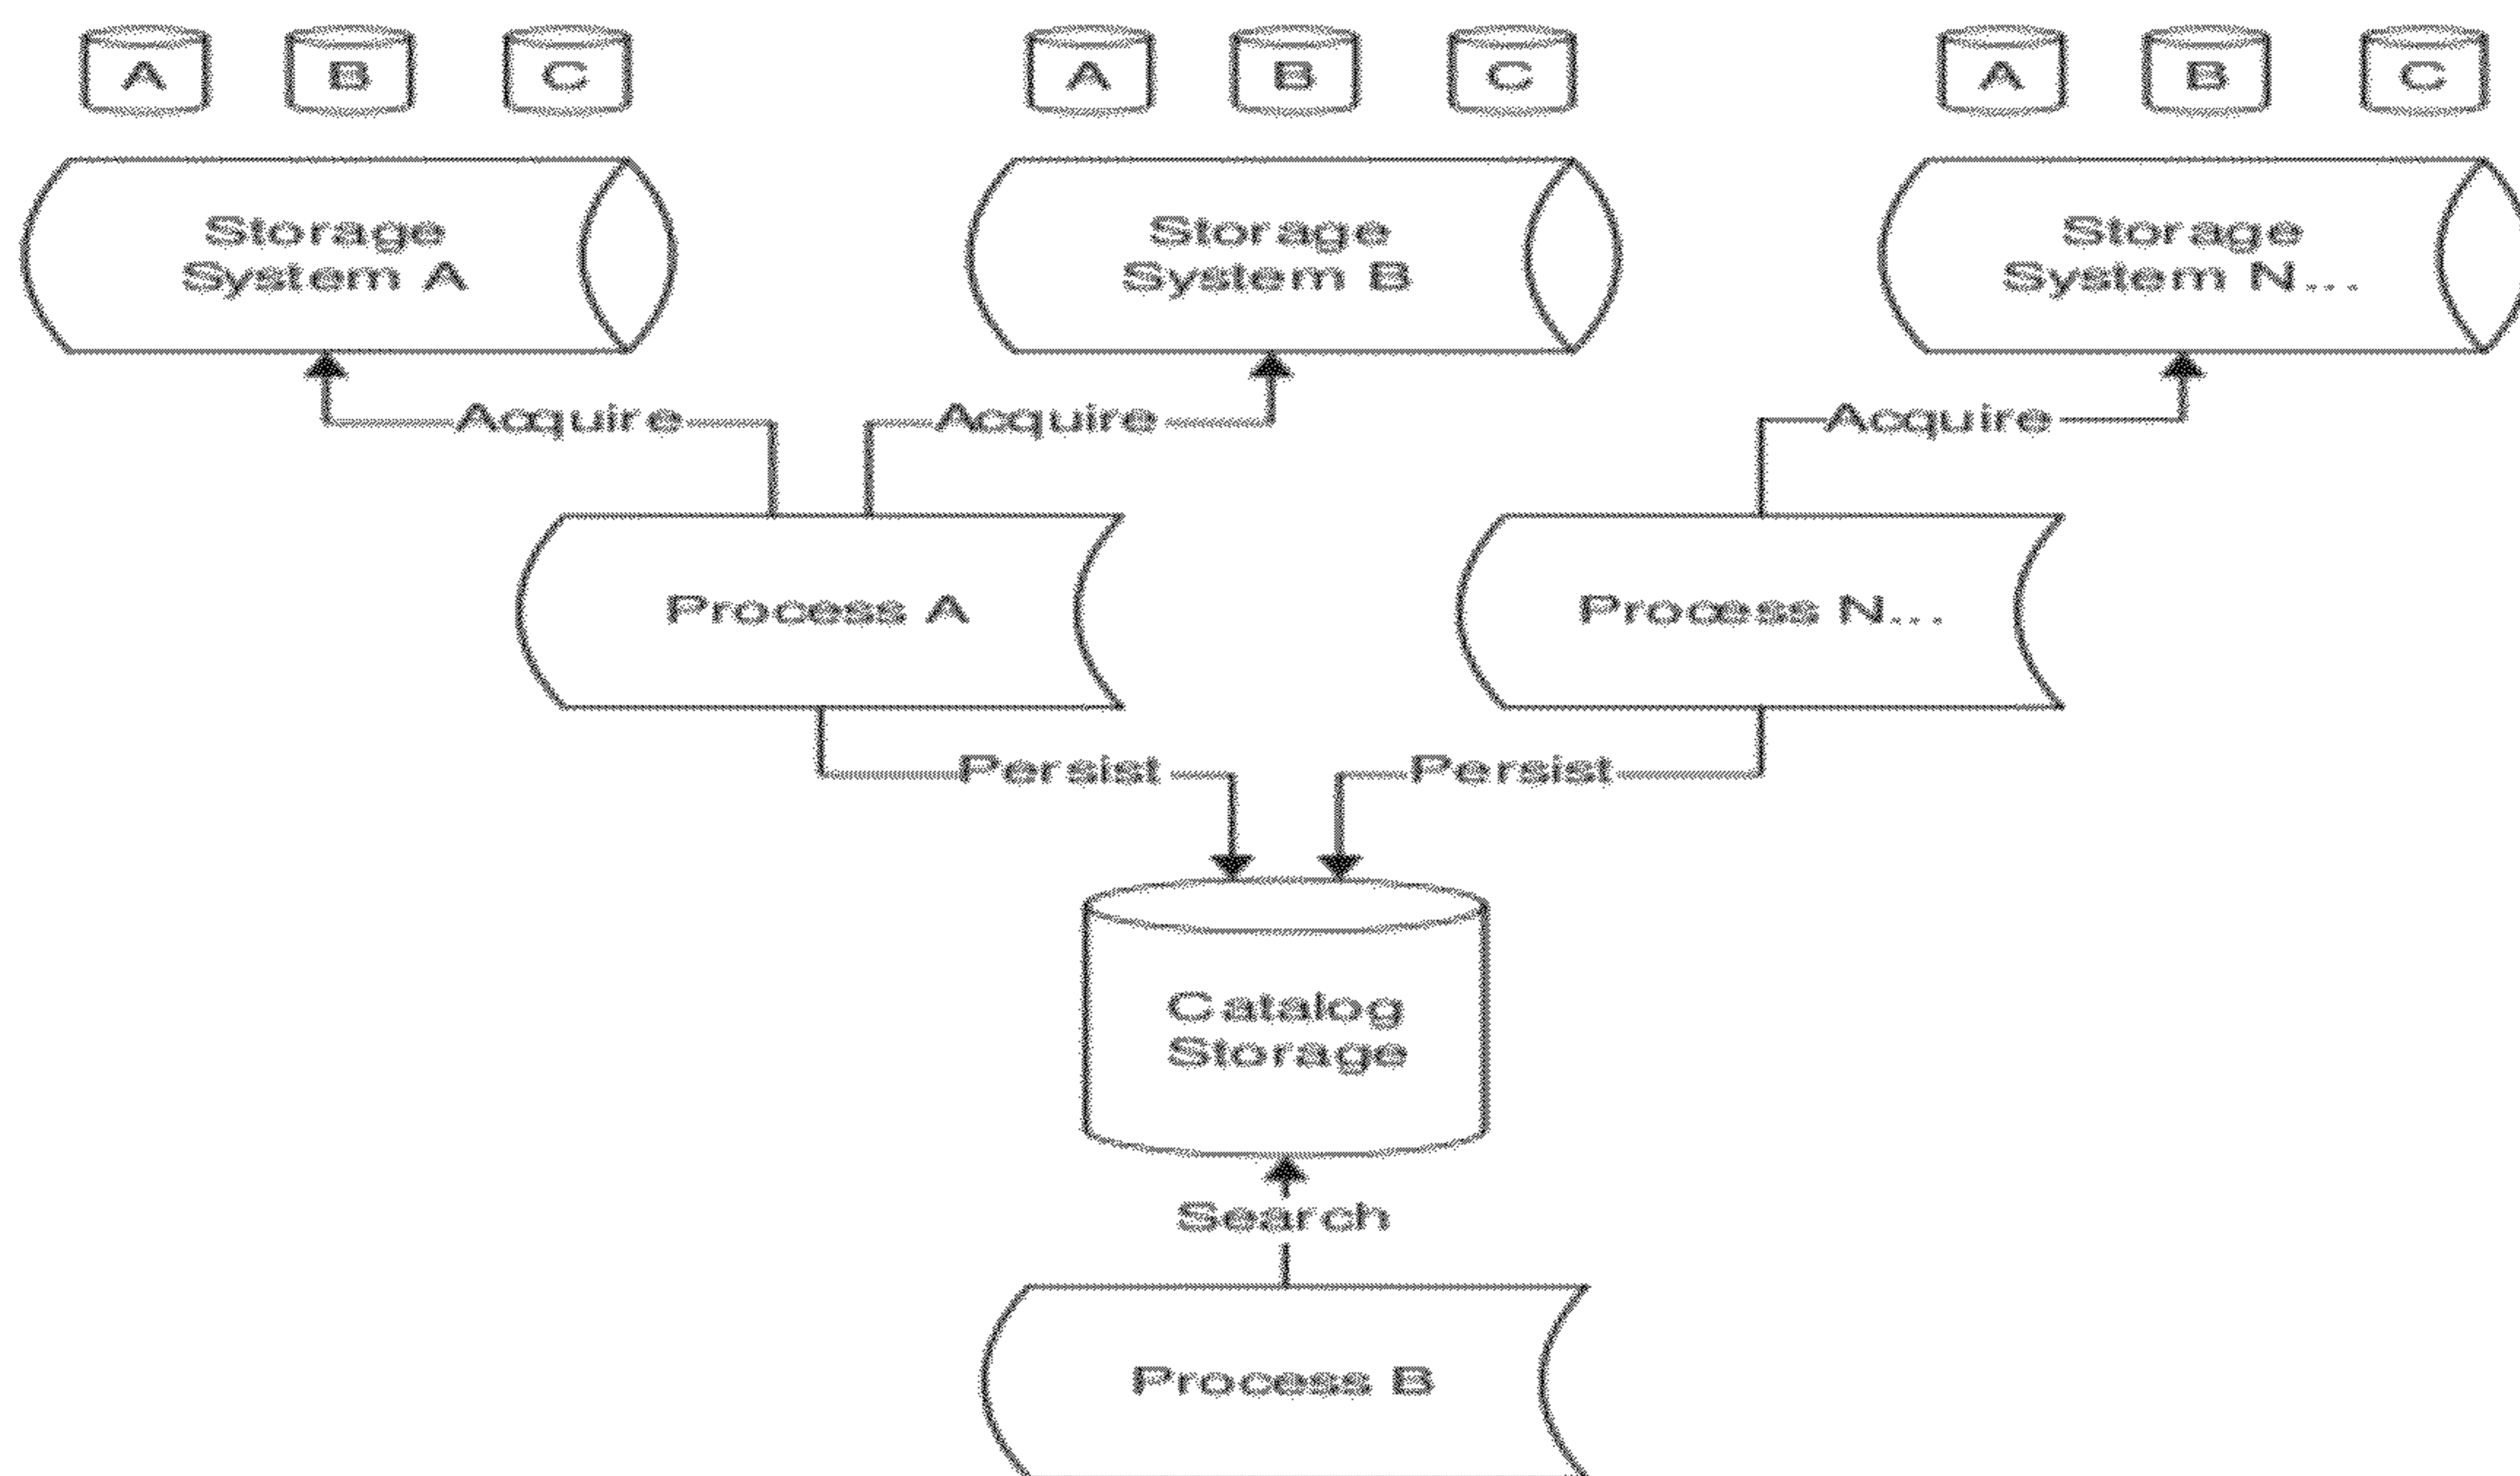 A B C A B C A B C
Storage Storage Storage
System A System B System N...
Acquire Acquire Acquire
Process A Process N...
Persist Persist
Catalog
Storage
Search
Process B